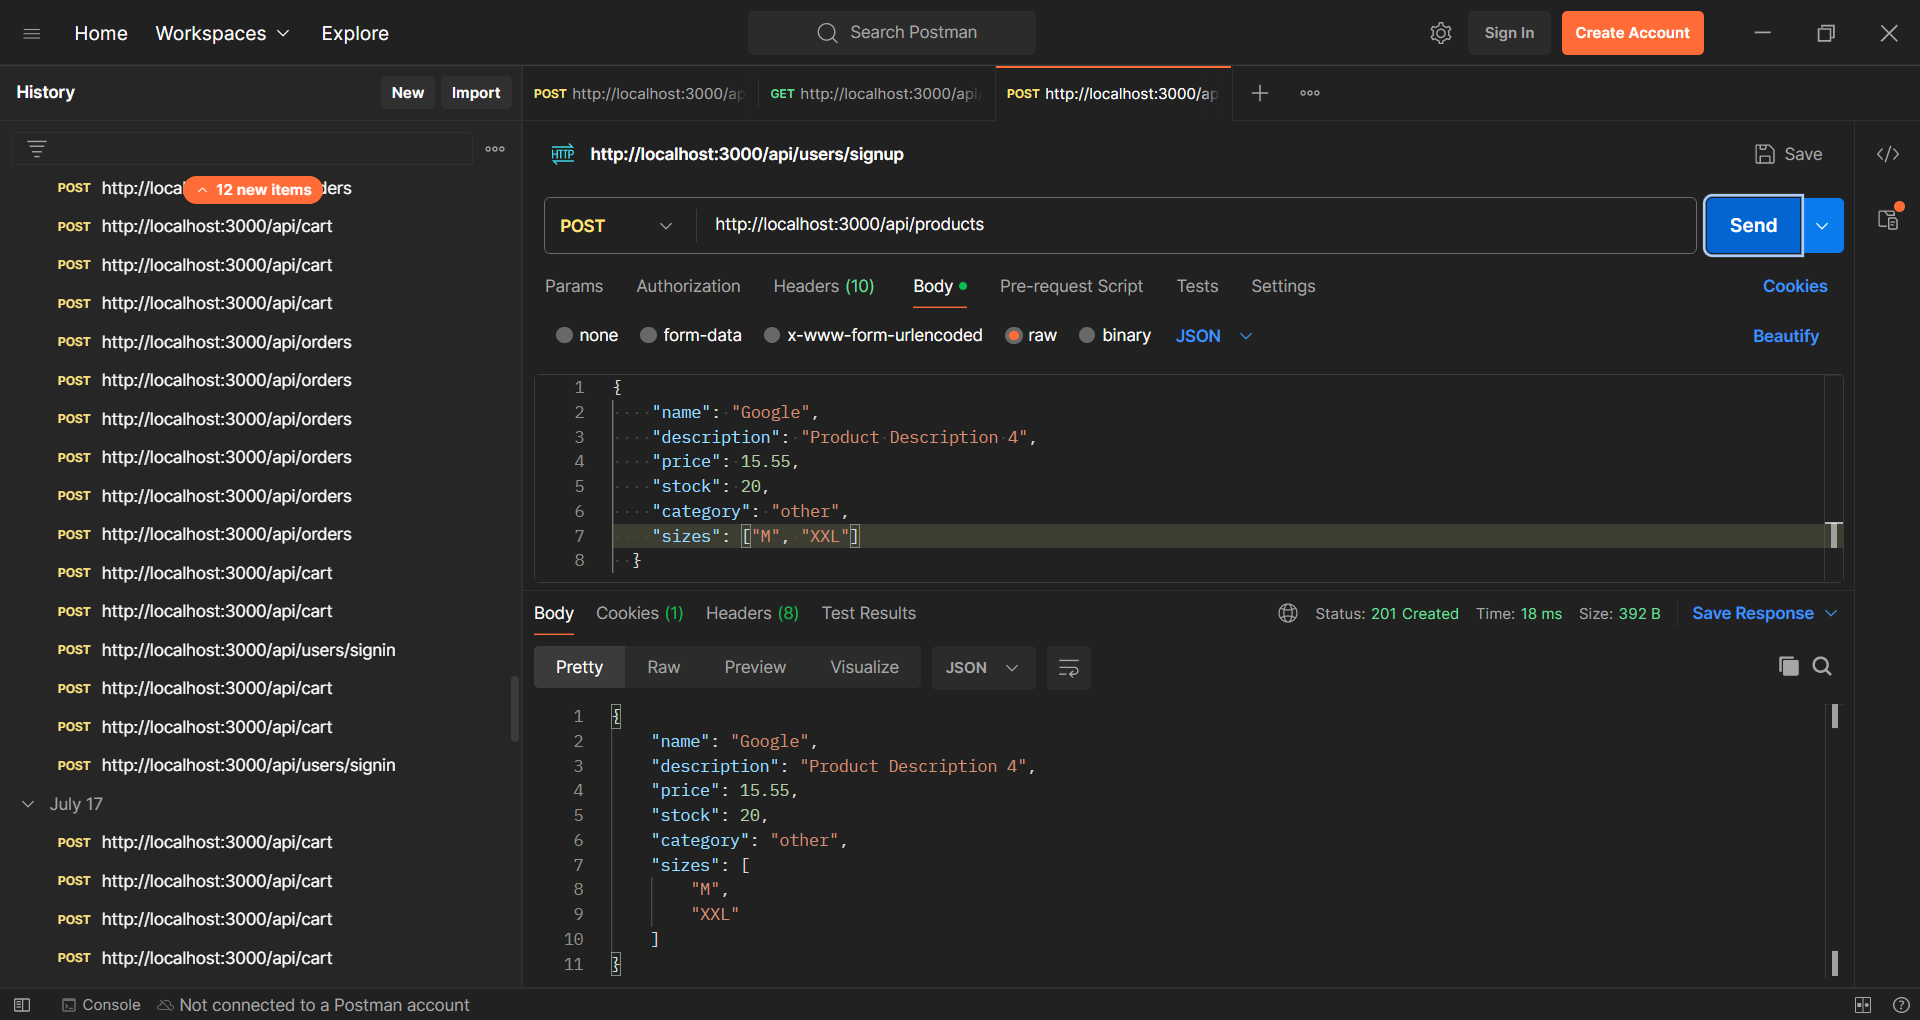 Home Workspaces Explore Search Postman Sign In Create Account
History New Import
POST http://localhost:3000/ap GET http://localhost:3000/api/ POST http://localhost:3000/ap
HTTP http://localhost:3000/api/users/signup Save
POST http://localhost:3000/api/products Send
Params Authorization Headers (10) Body Pre-request Script Tests Settings Cookies
none form-data x-www-form-urlencoded raw binary JSON Beautify
1 {
2 "name": "Google",
3 "description": "Product Description 4",
4 "price": 15.55,
5 "stock": 20,
6 "category": "other",
7 "sizes": ["M", "XXL"]
8 }
Body Cookies (1) Headers (8) Test Results Status: 201 Created Time: 18 ms Size: 392 B Save Response
Pretty Raw Preview Visualize JSON
1 {
2 "name": "Google",
3 "description": "Product Description 4",
4 "price": 15.55,
5 "stock": 20,
6 "category": "other",
7 "sizes": [
8 "M",
9 "XXL"
10 ]
11 }
POST http://loca ders
12 new items
POST http://localhost:3000/api/cart
POST http://localhost:3000/api/cart
POST http://localhost:3000/api/cart
POST http://localhost:3000/api/orders
POST http://localhost:3000/api/orders
POST http://localhost:3000/api/orders
POST http://localhost:3000/api/orders
POST http://localhost:3000/api/orders
POST http://localhost:3000/api/orders
POST http://localhost:3000/api/cart
POST http://localhost:3000/api/cart
POST http://localhost:3000/api/users/signin
POST http://localhost:3000/api/cart
POST http://localhost:3000/api/cart
POST http://localhost:3000/api/users/signin
July 17
POST http://localhost:3000/api/cart
POST http://localhost:3000/api/cart
POST http://localhost:3000/api/cart
POST http://localhost:3000/api/cart
Console Not connected to a Postman account